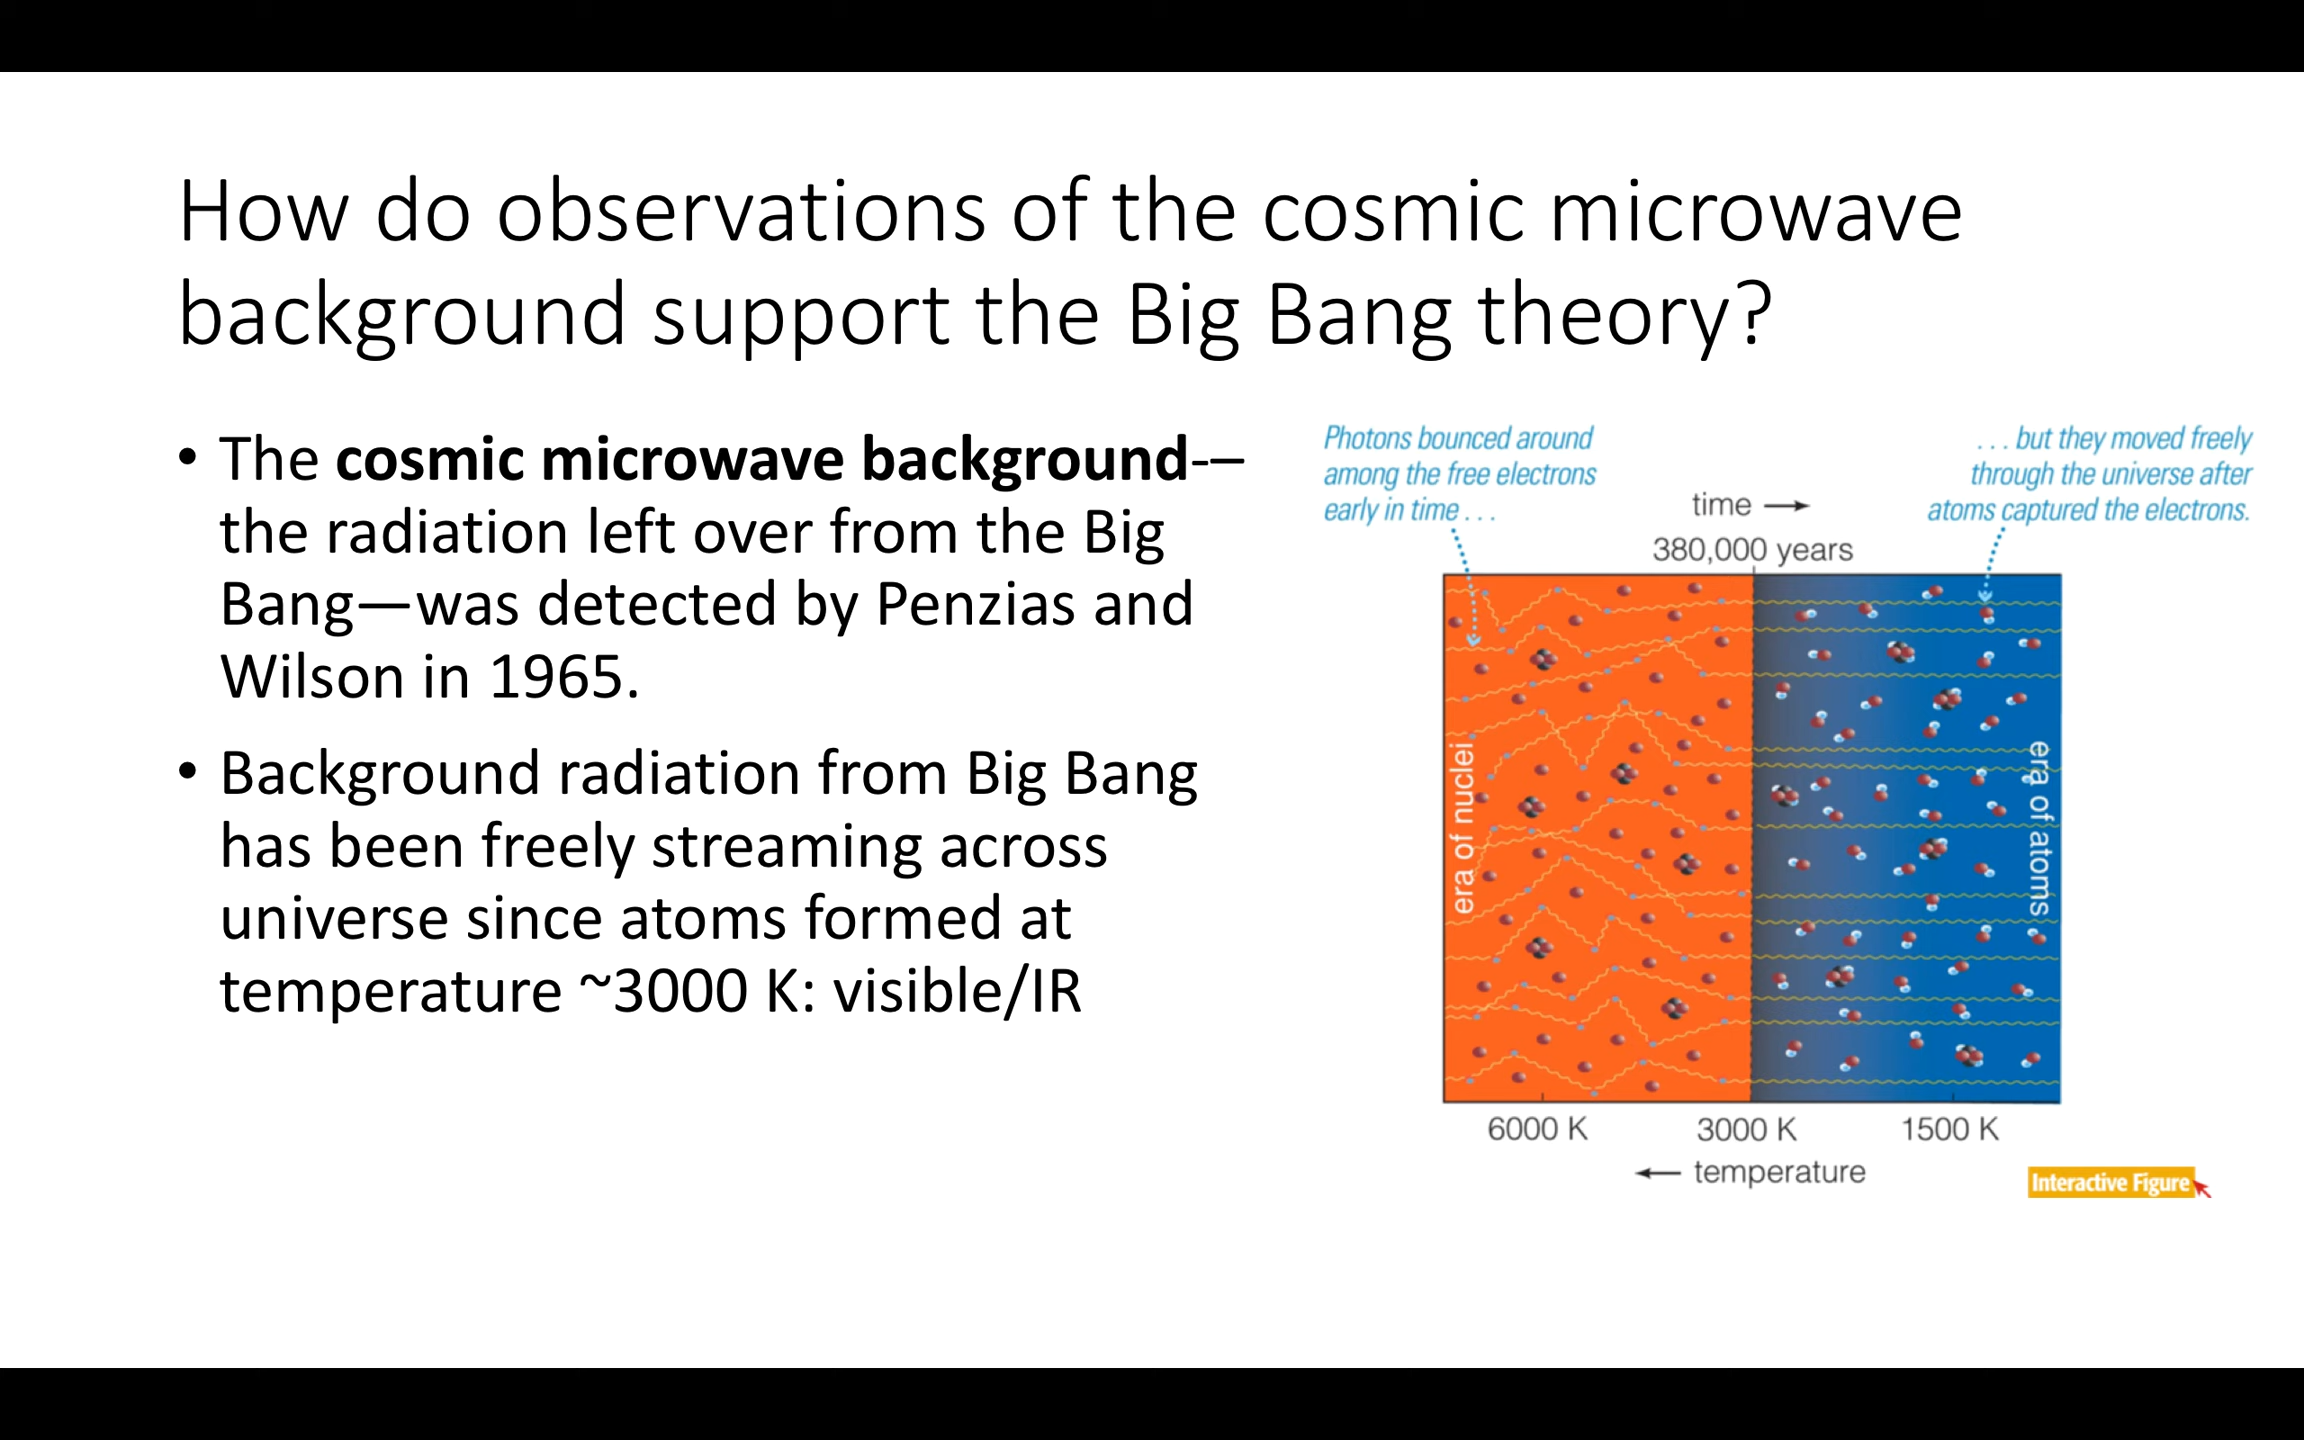 How do observations of the cosmic microwave
background support the Big Bang theory?
• The cosmic microwave background-–
the radiation left over from the Big
Bang—was detected by Penzias and
Wilson in 1965.
• Background radiation from Big Bang
has been freely streaming across
universe since atoms formed at
temperature ~3000 K: visible/IR
Photons bounced around
among the free electrons
early in time . . .
. . . but they moved freely
through the universe after
atoms captured the electrons.
time →
380,000 years
era of nuclei
era of atoms
6000 K 3000 K 1500 K
← temperature
Interactive Figure